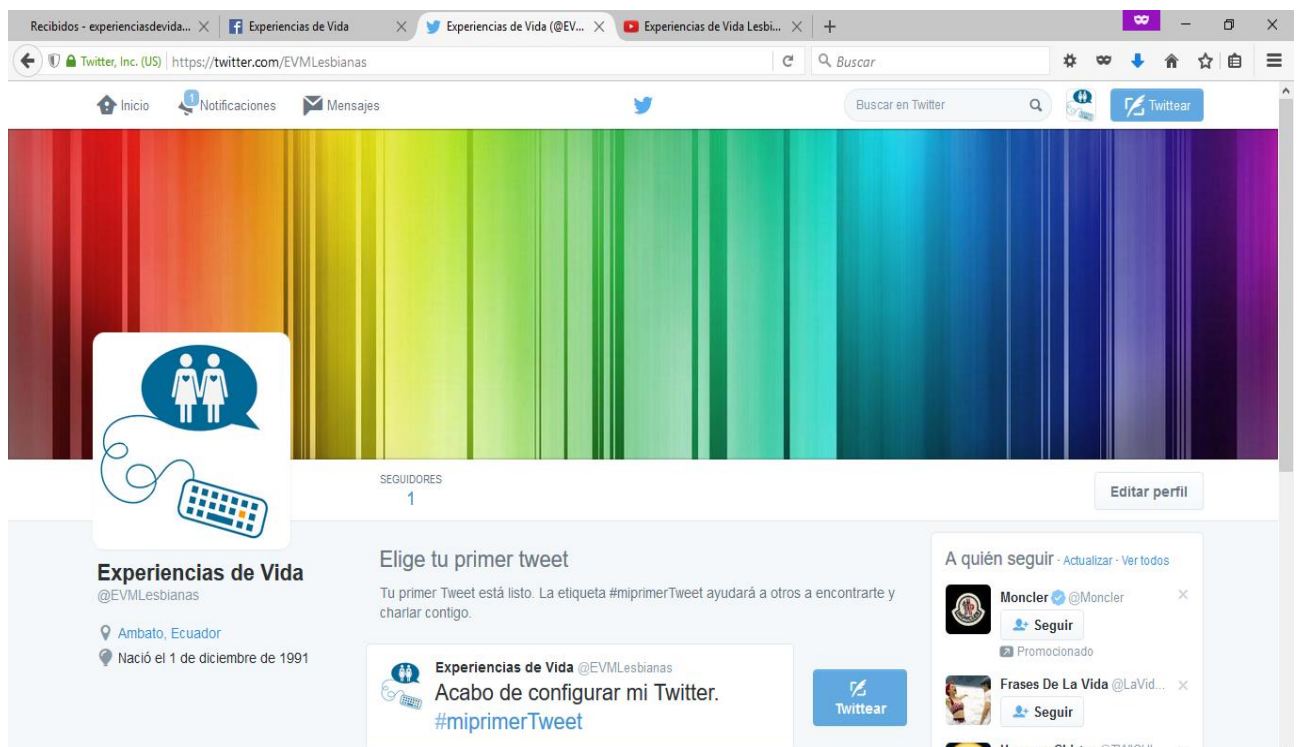 Recibidos - experienciasdevida...
Experiencias de Vida
Experiencias de Vida (@EV...
Experiencias de Vida Lesbi...
Twitter, Inc. (US)
https://twitter.com/EVMLesbianas
Buscar
Inicio
1
Notificaciones
Mensajes
Buscar en Twitter
Twittear
SEGUIDORES
1
Editar perfil
Experiencias de Vida
@EVMLesbianas
Ambato, Ecuador
Nació el 1 de diciembre de 1991
Elige tu primer tweet
Tu primer Tweet está listo. La etiqueta #miprimerTweet ayudará a otros a encontrarte y
charlar contigo.
Experiencias de Vida @EVMLesbianas
Acabo de configurar mi Twitter.
#miprimerTweet
Twittear
A quién seguir · Actualizar · Ver todos
Moncler @Moncler
Seguir
Promocionado
Frases De La Vida @LaVid...
Seguir